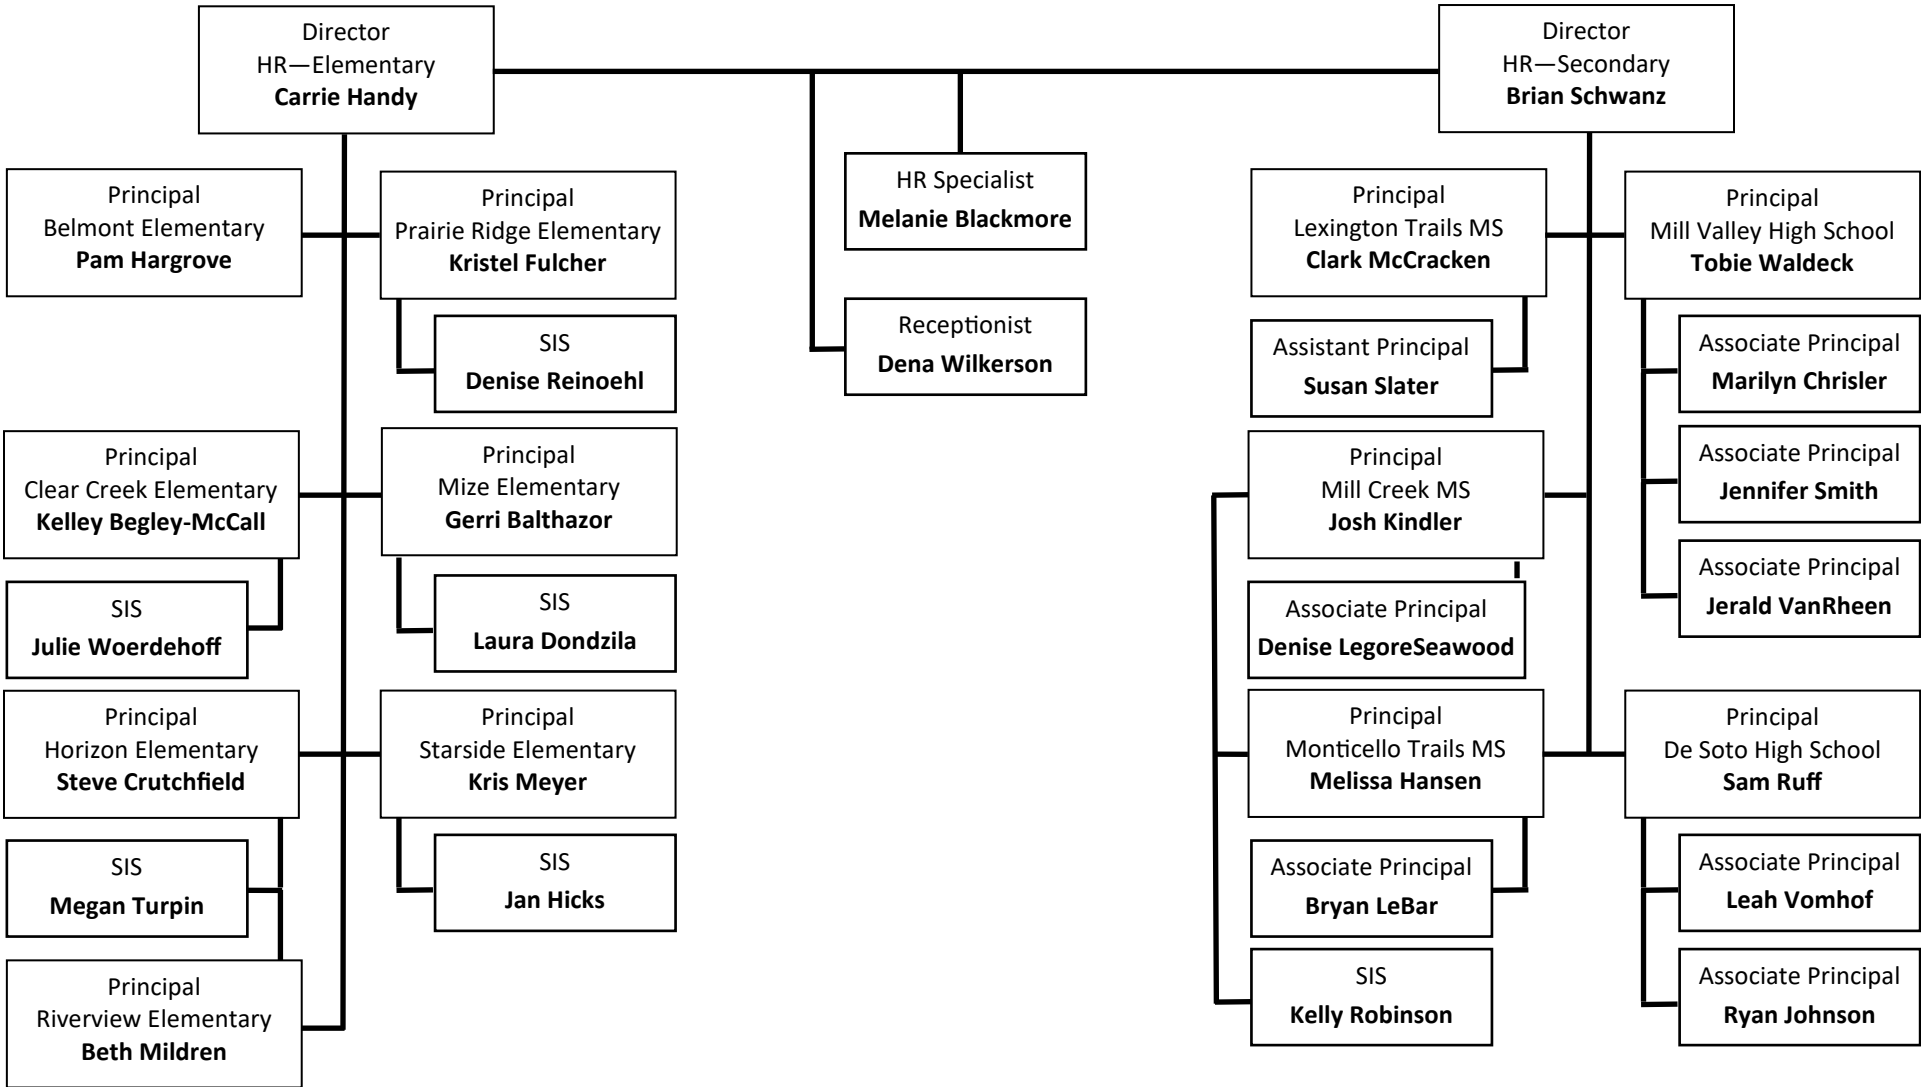 Director
HR—Elementary
Carrie Handy
Director
HR—Secondary
Brian Schwanz
Principal
Belmont Elementary
Pam Hargrove
Principal
Prairie Ridge Elementary
Kristel Fulcher
SIS
Denise Reinoehl
HR Specialist
Melanie Blackmore
Receptionist
Dena Wilkerson
Principal
Lexington Trails MS
Clark McCracken
Assistant Principal
Susan Slater
Principal
Mill Valley High School
Tobie Waldeck
Associate Principal
Marilyn Chrisler
Associate Principal
Jennifer Smith
Associate Principal
Jerald VanRheen
Principal
Clear Creek Elementary
Kelley Begley-McCall
SIS
Julie Woerdehoff
Principal
Mize Elementary
Gerri Balthazor
SIS
Laura Dondzila
Principal
Mill Creek MS
Josh Kindler
Associate Principal
Denise LegoreSeawood
Principal
Horizon Elementary
Steve Crutchfield
SIS
Megan Turpin
Principal
Starside Elementary
Kris Meyer
SIS
Jan Hicks
Principal
Monticello Trails MS
Melissa Hansen
Associate Principal
Bryan LeBar
SIS
Kelly Robinson
Principal
De Soto High School
Sam Ruff
Associate Principal
Leah Vomhof
Associate Principal
Ryan Johnson
Principal
Riverview Elementary
Beth Mildren